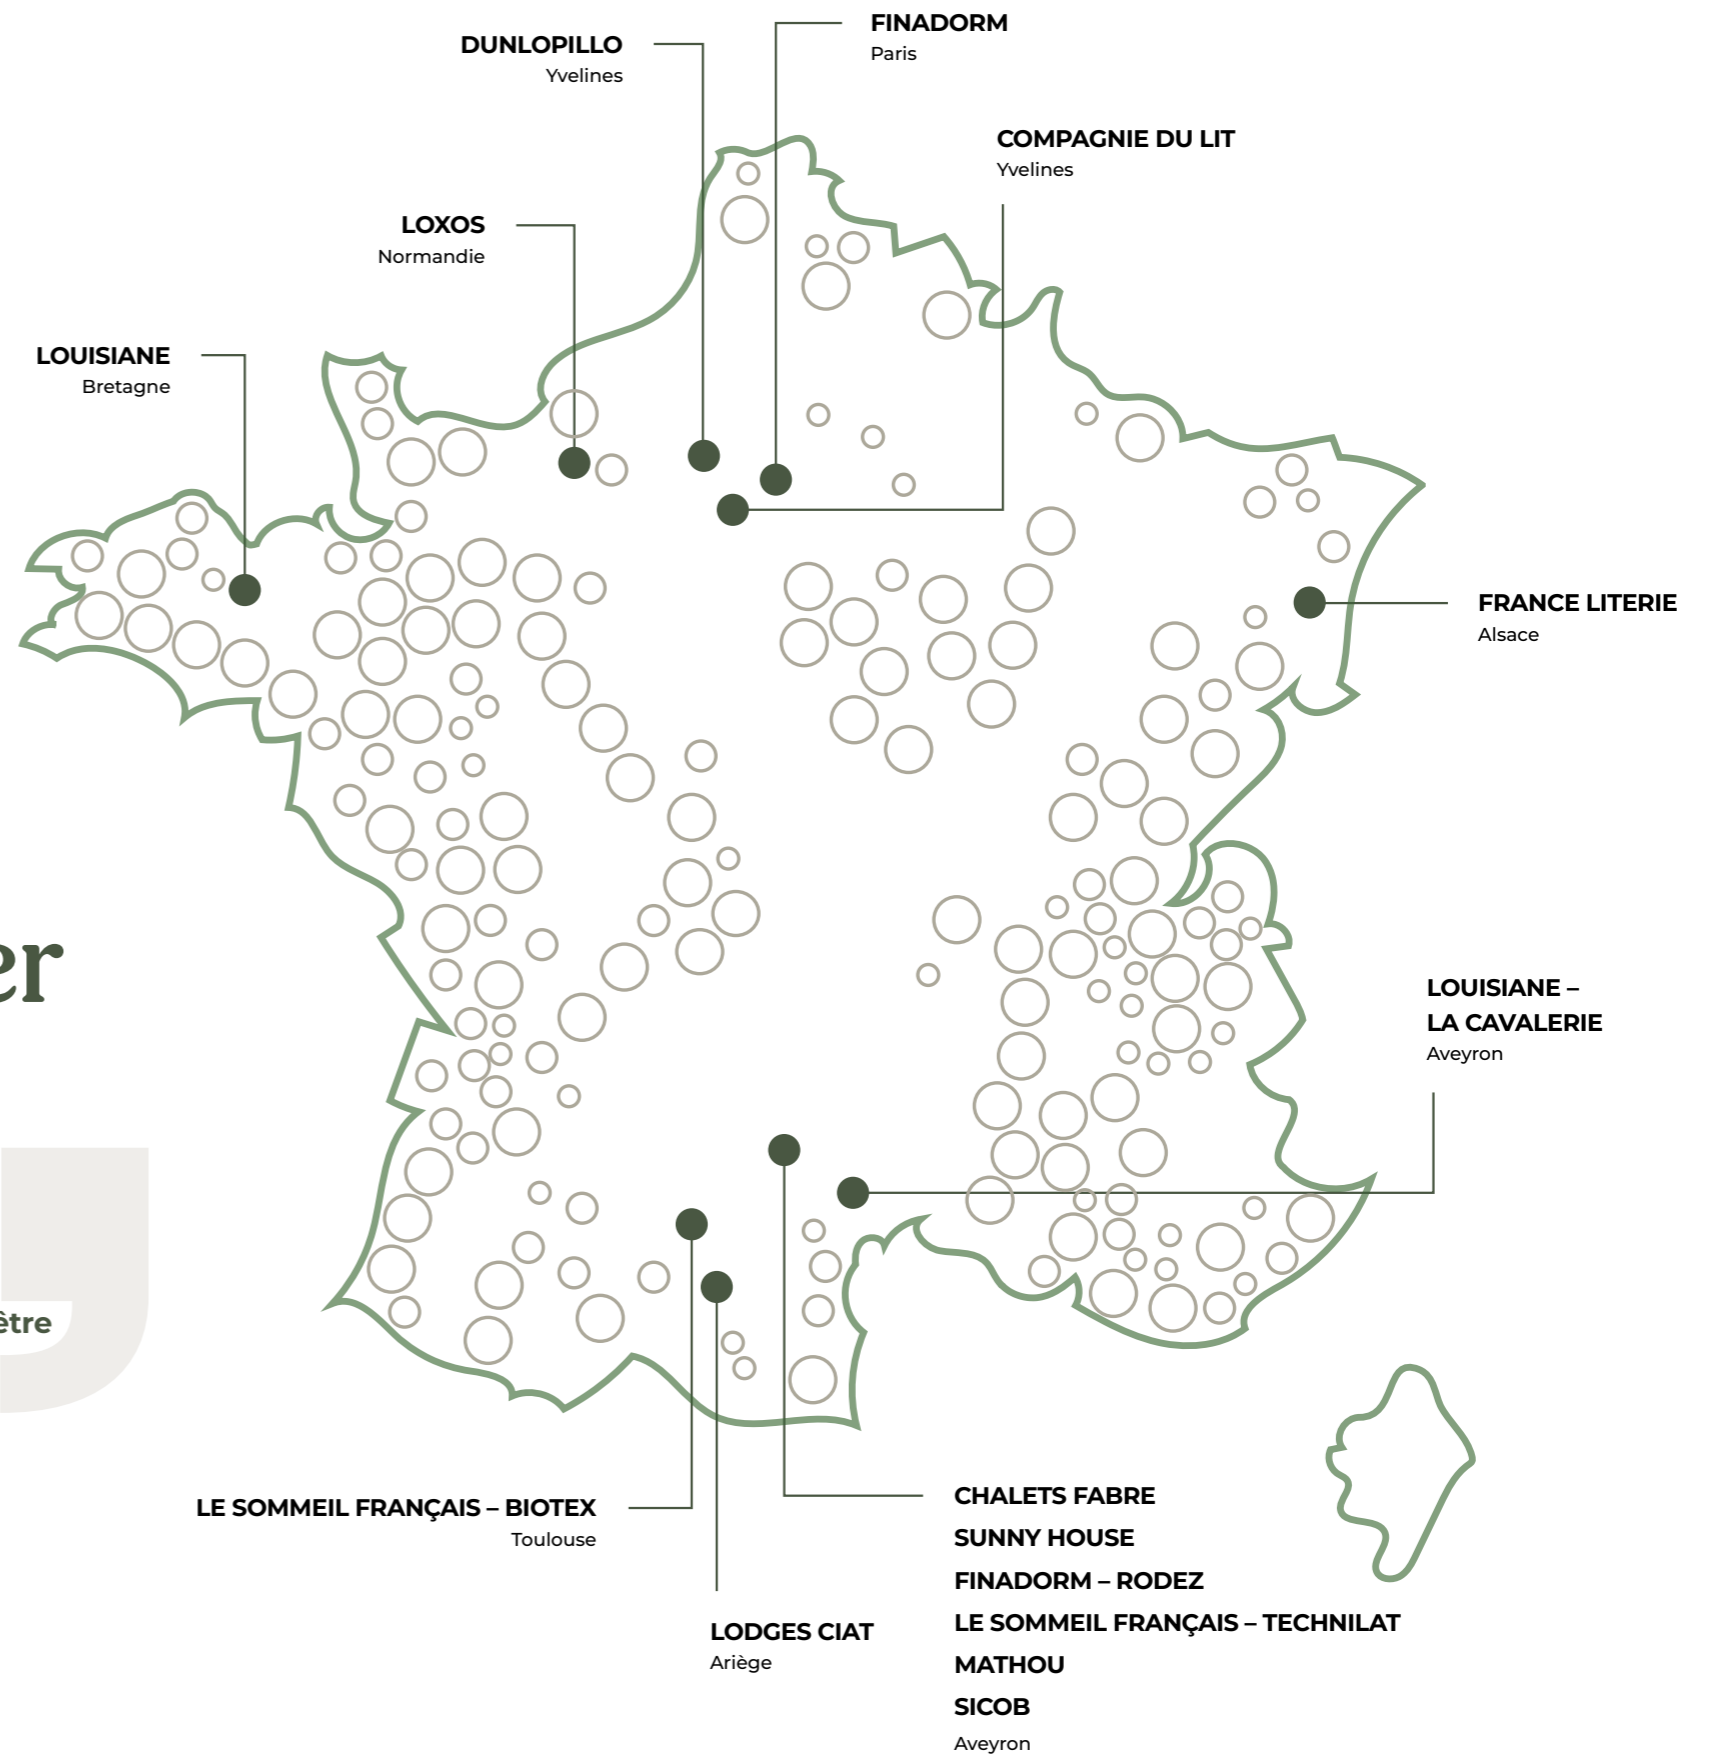 FINADORM
Paris
DUNLOPILLO
Yvelines
COMPAGNIE DU LIT
Yvelines
LOXOS
Normandie
LOUISIANE
Bretagne
FRANCE LITERIE
Alsace
er
LOUISIANE –
LA CAVALERIE
Aveyron
être
LE SOMMEIL FRANÇAIS – BIOTEX
Toulouse
LODGES CIAT
Ariège
CHALETS FABRE
SUNNY HOUSE
FINADORM – RODEZ
LE SOMMEIL FRANÇAIS – TECHNILAT
MATHOU
SICOB
Aveyron